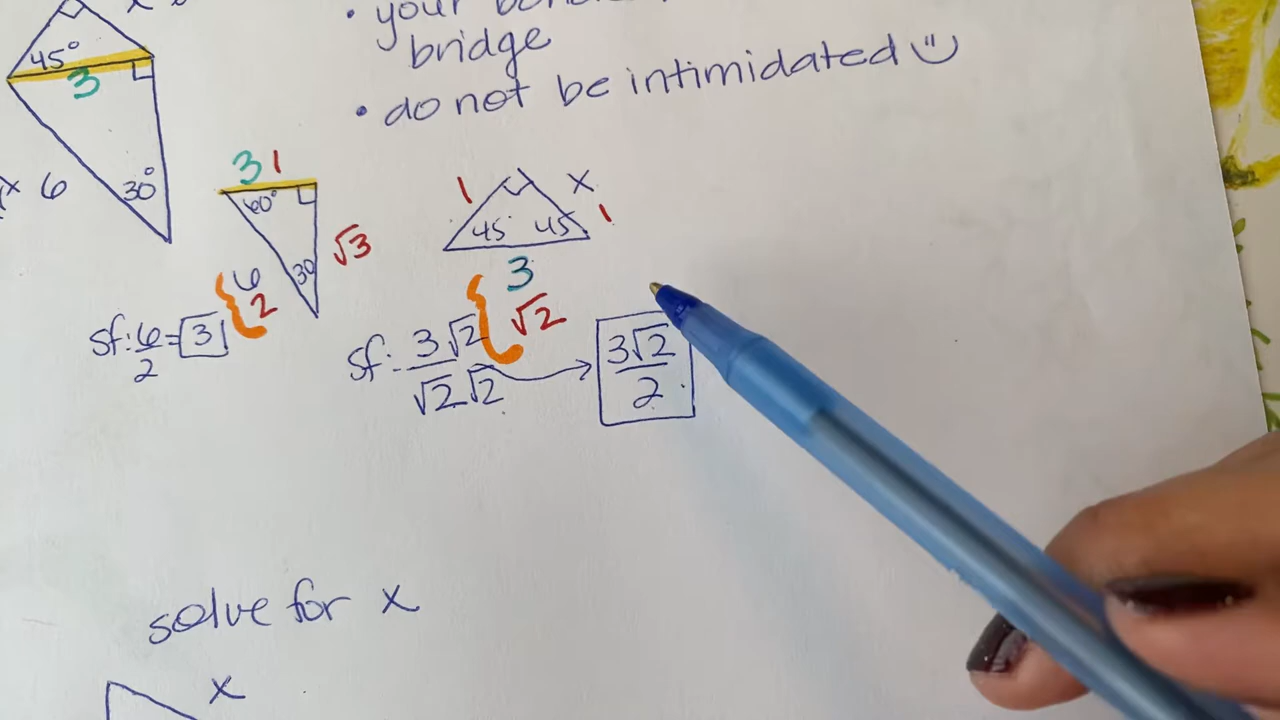 • your
bridge
• do not be intimidated
x
45°
3
x 6
30°
3 1
60°
√3
30
6
2
sf: 6/2 = 3
1
x
45° 45
1
3
√2
sf: 3√2/√2√2 → 3√2/2
solve for x
x